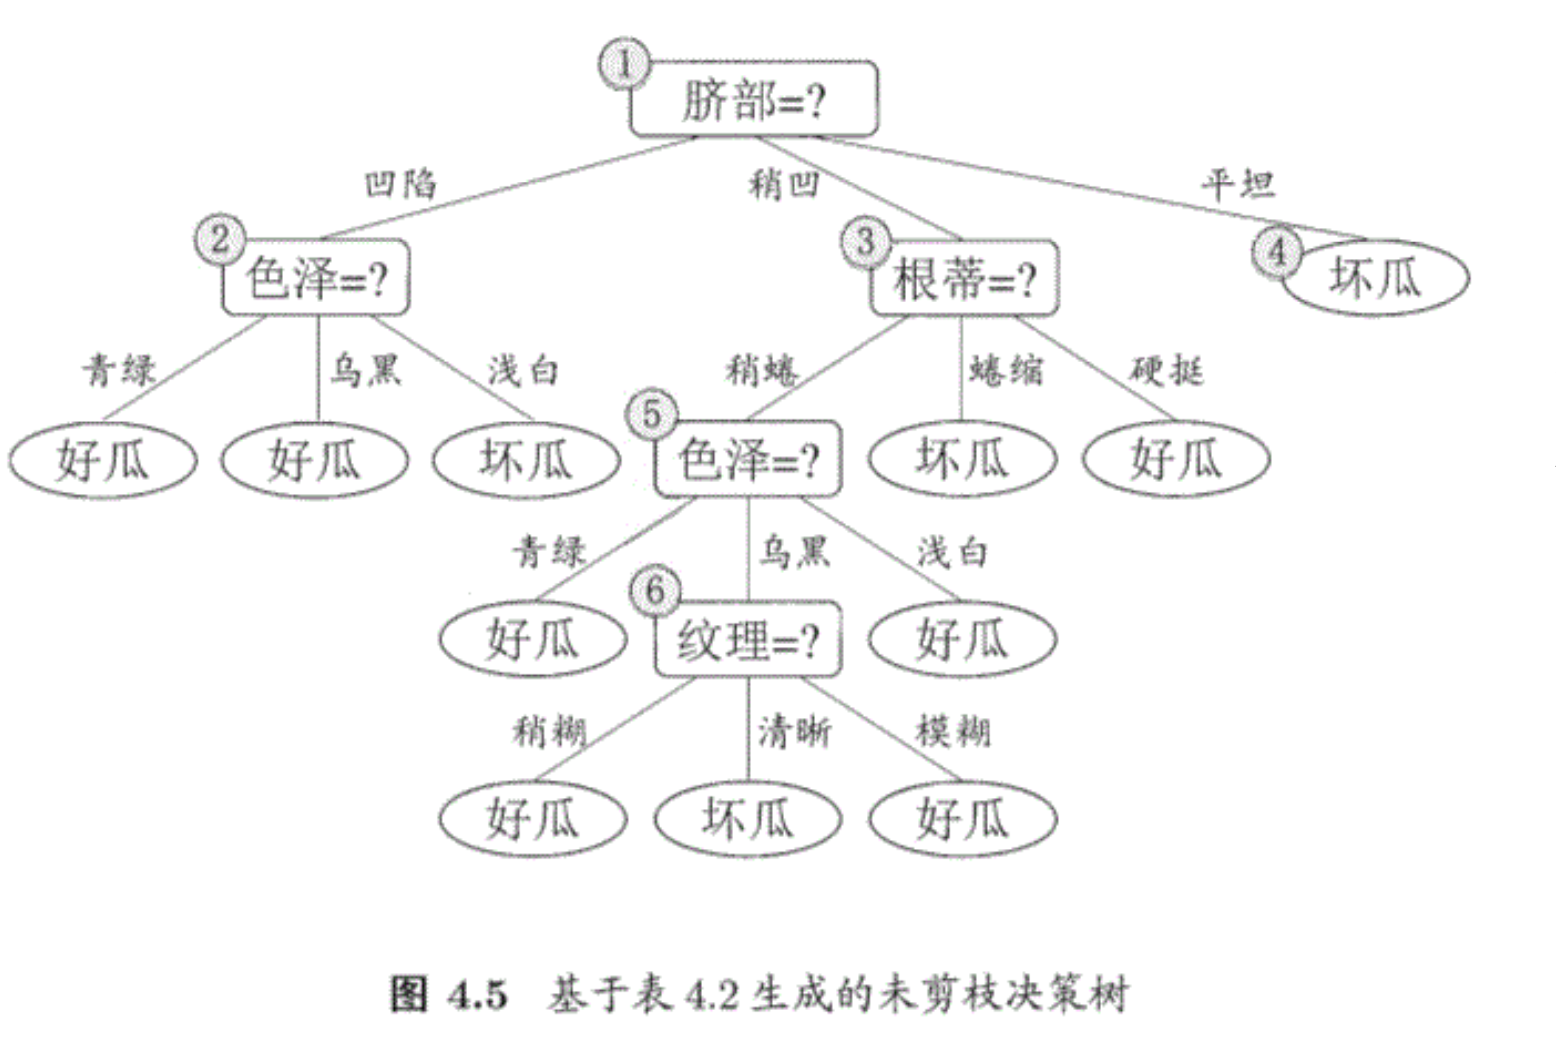 1
脐部=?
凹陷 稍凹 平坦
2 3 4
色泽=? 根蒂=? 坏瓜
青绿 乌黑 浅白 稍蜷 蜷缩 硬挺
5
好瓜 好瓜 坏瓜 色泽=? 坏瓜 好瓜
青绿 乌黑 浅白
6
好瓜 纹理=? 好瓜
稍糊 清晰 模糊
好瓜 坏瓜 好瓜
图 4.5 基于表 4.2 生成的未剪枝决策树